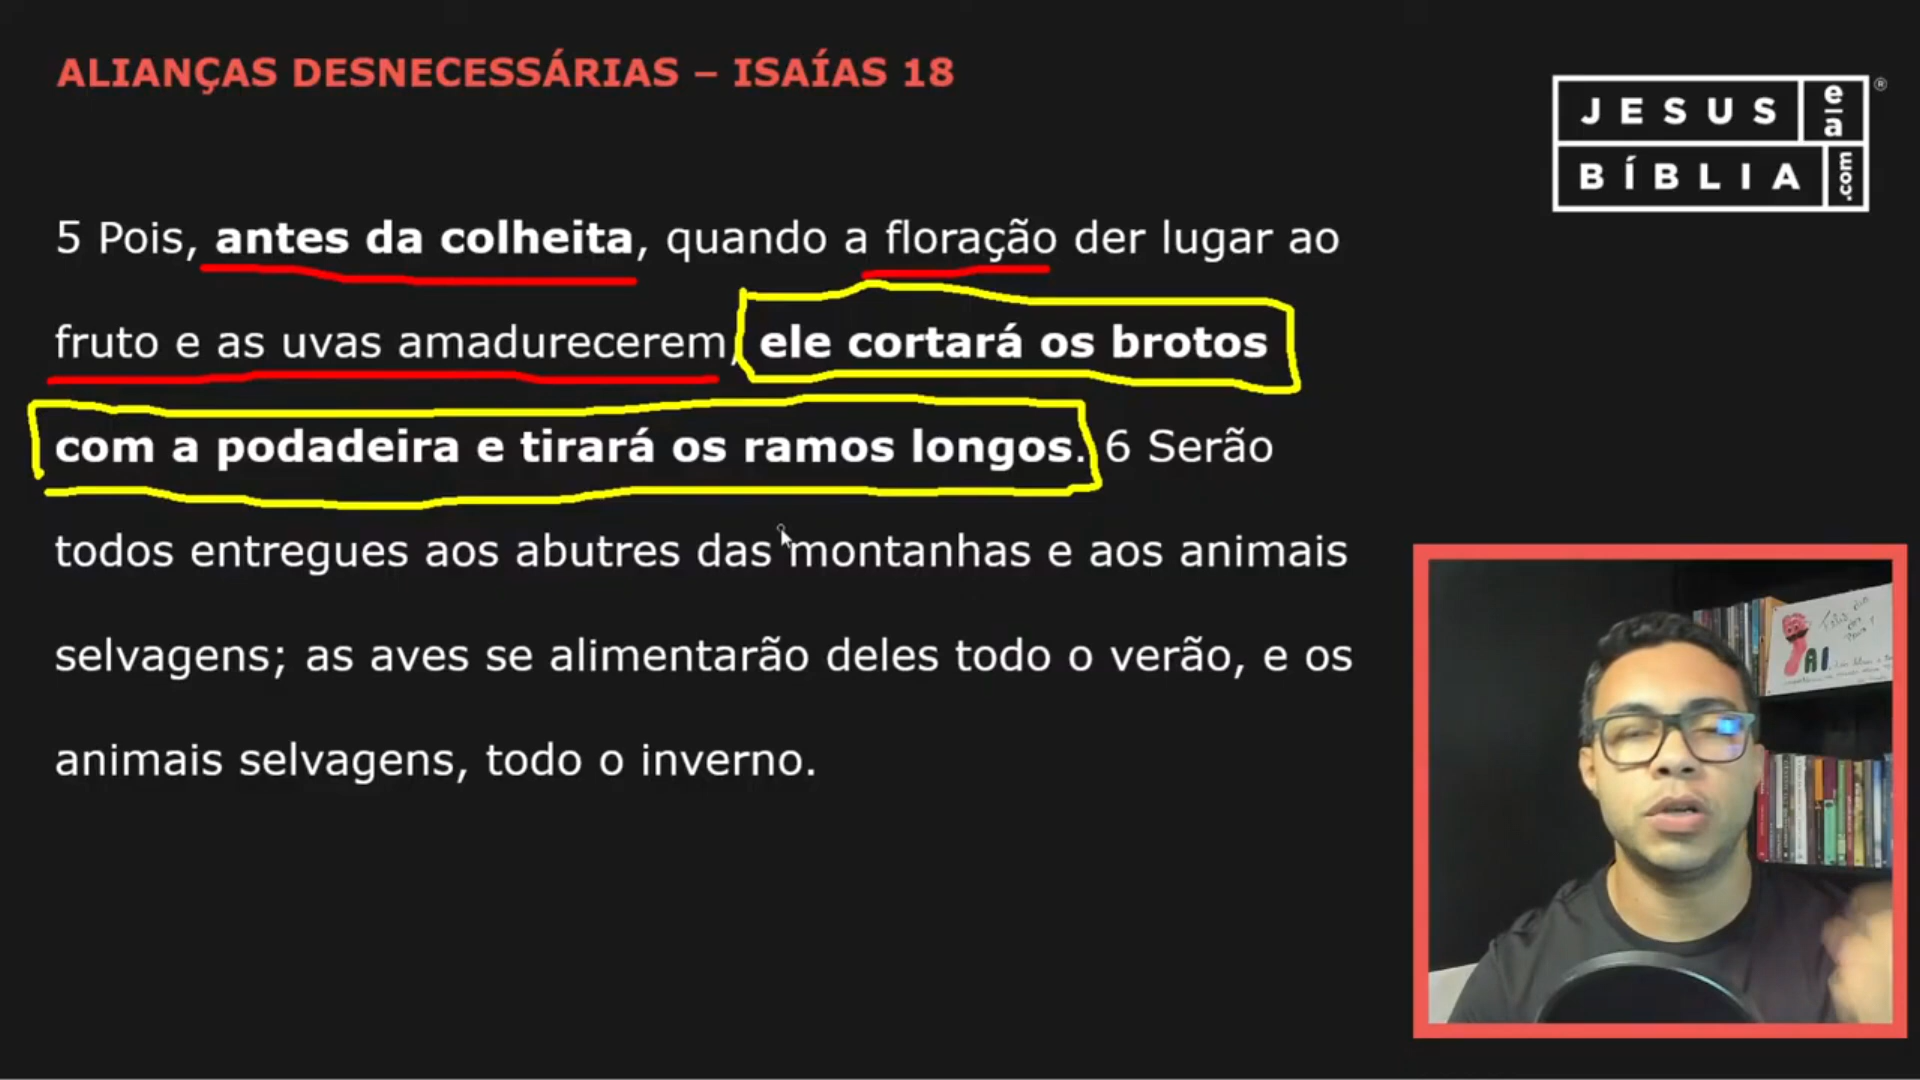 ALIANÇAS DESNECESSÁRIAS – ISAÍAS 18
JESUS e a
BÍBLIA .com
®
5 Pois, antes da colheita, quando a floração der lugar ao
fruto e as uvas amadurecerem, ele cortará os brotos
com a podadeira e tirará os ramos longos. 6 Serão
todos entregues aos abutres das montanhas e aos animais
selvagens; as aves se alimentarão deles todo o verão, e os
animais selvagens, todo o inverno.